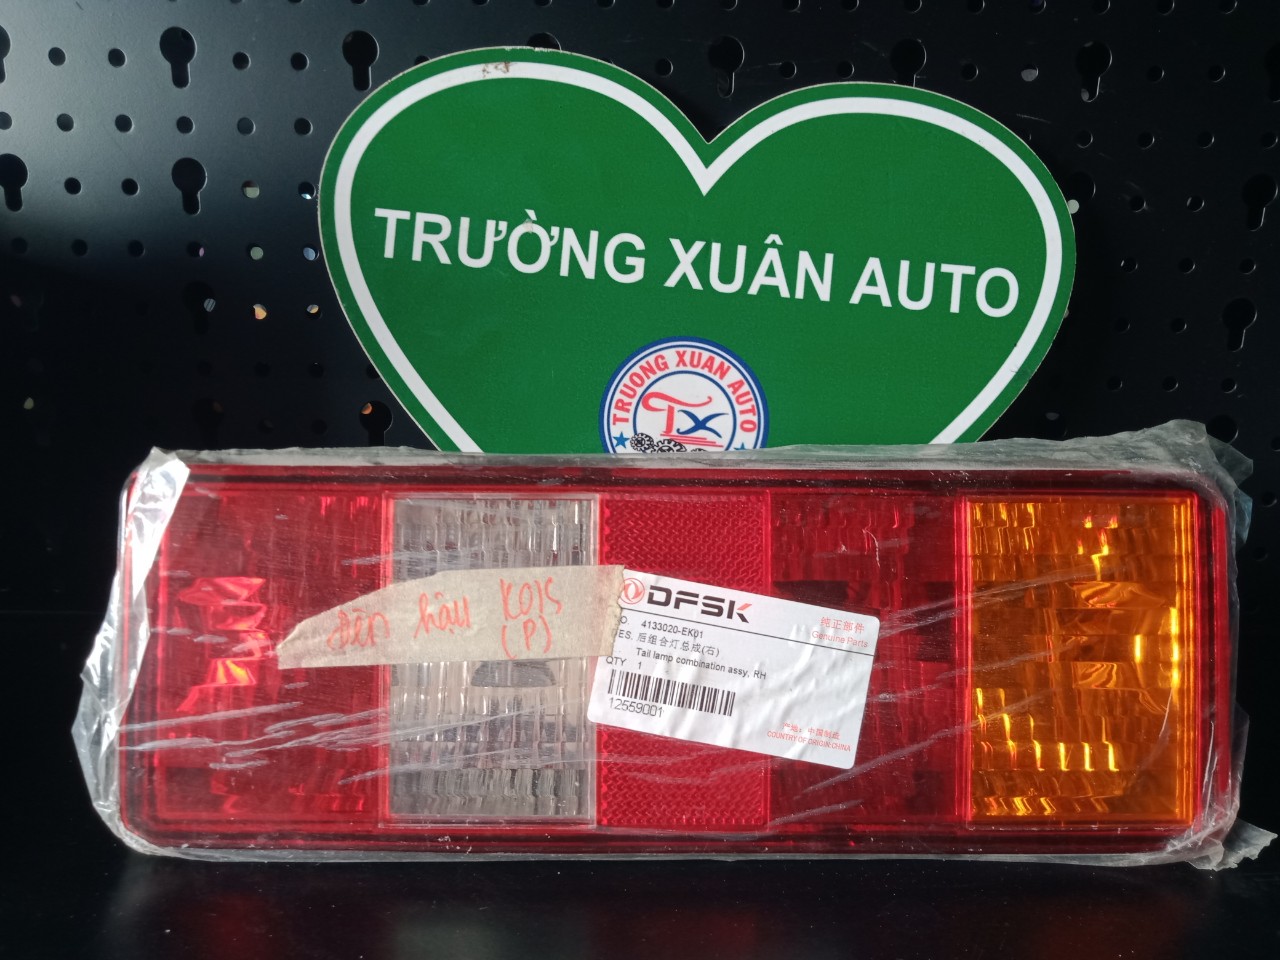 TRƯỜNG XUÂN AUTO
TRUONG XUAN AUTO
TX
đèn hậu K01S
(P)
DFSK
纯正部件
Genuine Parts
NO. 4133020-EK01
DES. 后组合灯总成(右)
Tail lamp combination assy, RH
QTY 1
12559001
产地：中国制造
COUNTRY OF ORIGIN:CHINA